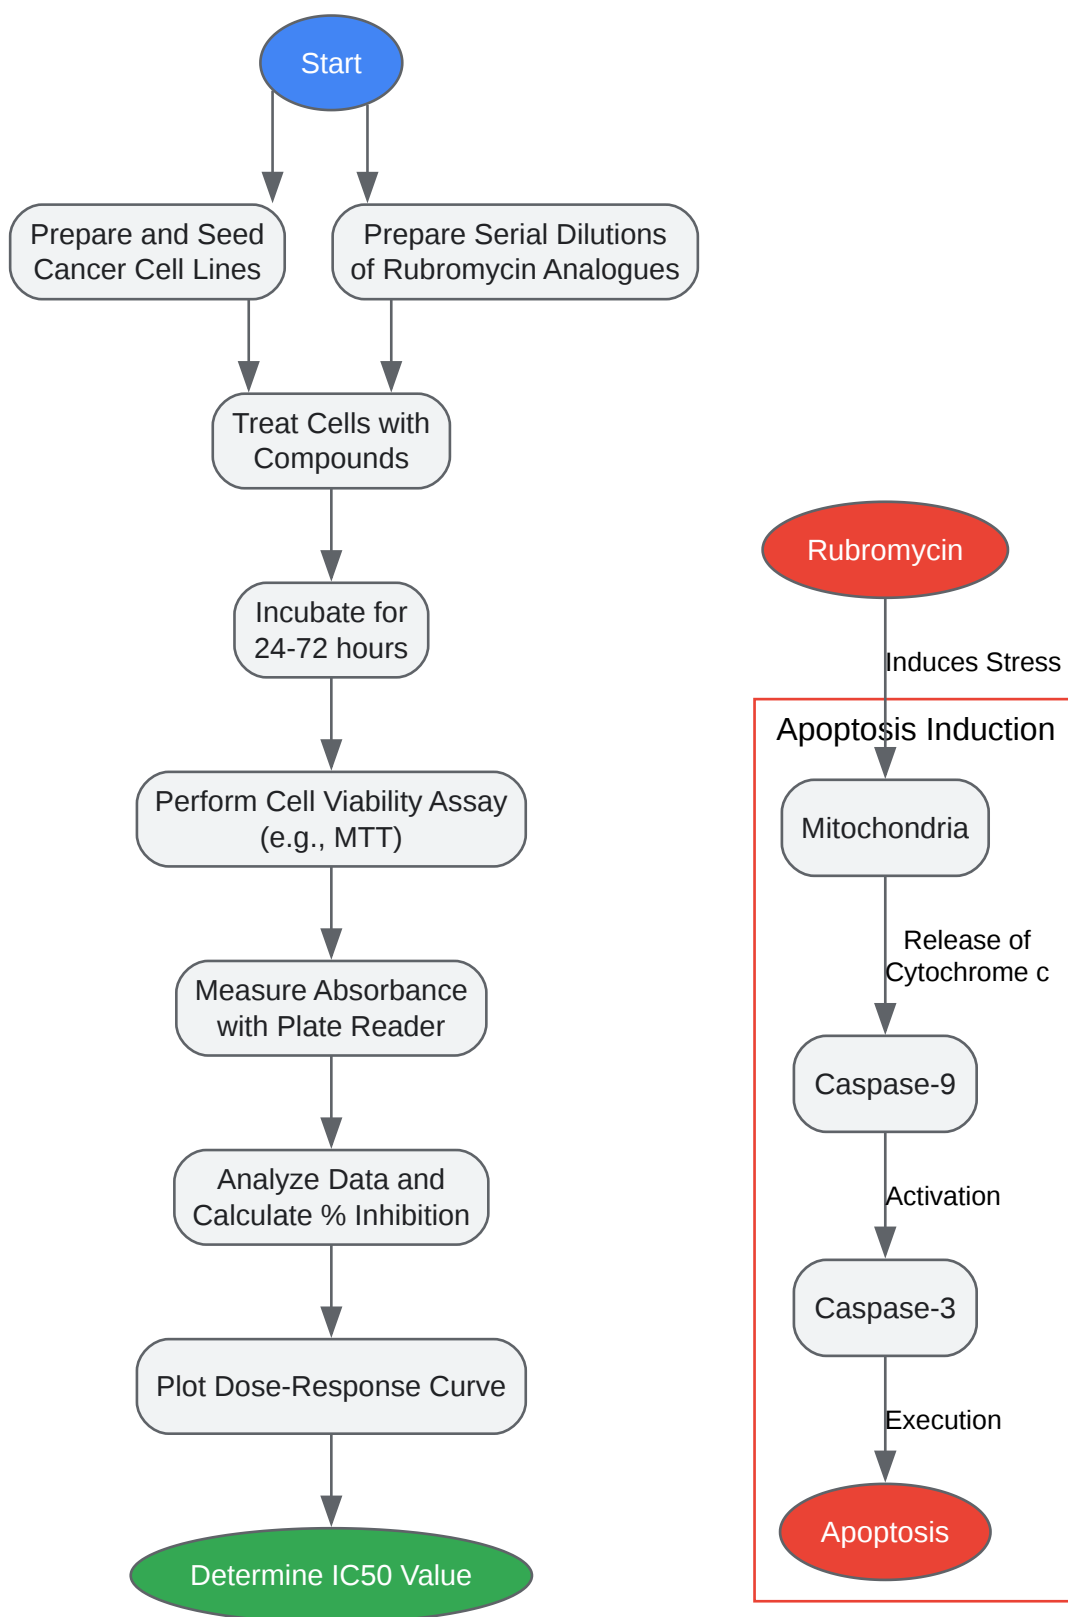 Start
Prepare and Seed
Cancer Cell Lines
Prepare Serial Dilutions
of Rubromycin Analogues
Treat Cells with
Compounds
Incubate for
24-72 hours
Perform Cell Viability Assay
(e.g., MTT)
Measure Absorbance
with Plate Reader
Analyze Data and
Calculate % Inhibition
Plot Dose-Response Curve
Determine IC50 Value
Rubromycin
Induces Stress
Apoptosis Induction
Mitochondria
Release of
Cytochrome c
Caspase-9
Activation
Caspase-3
Execution
Apoptosis